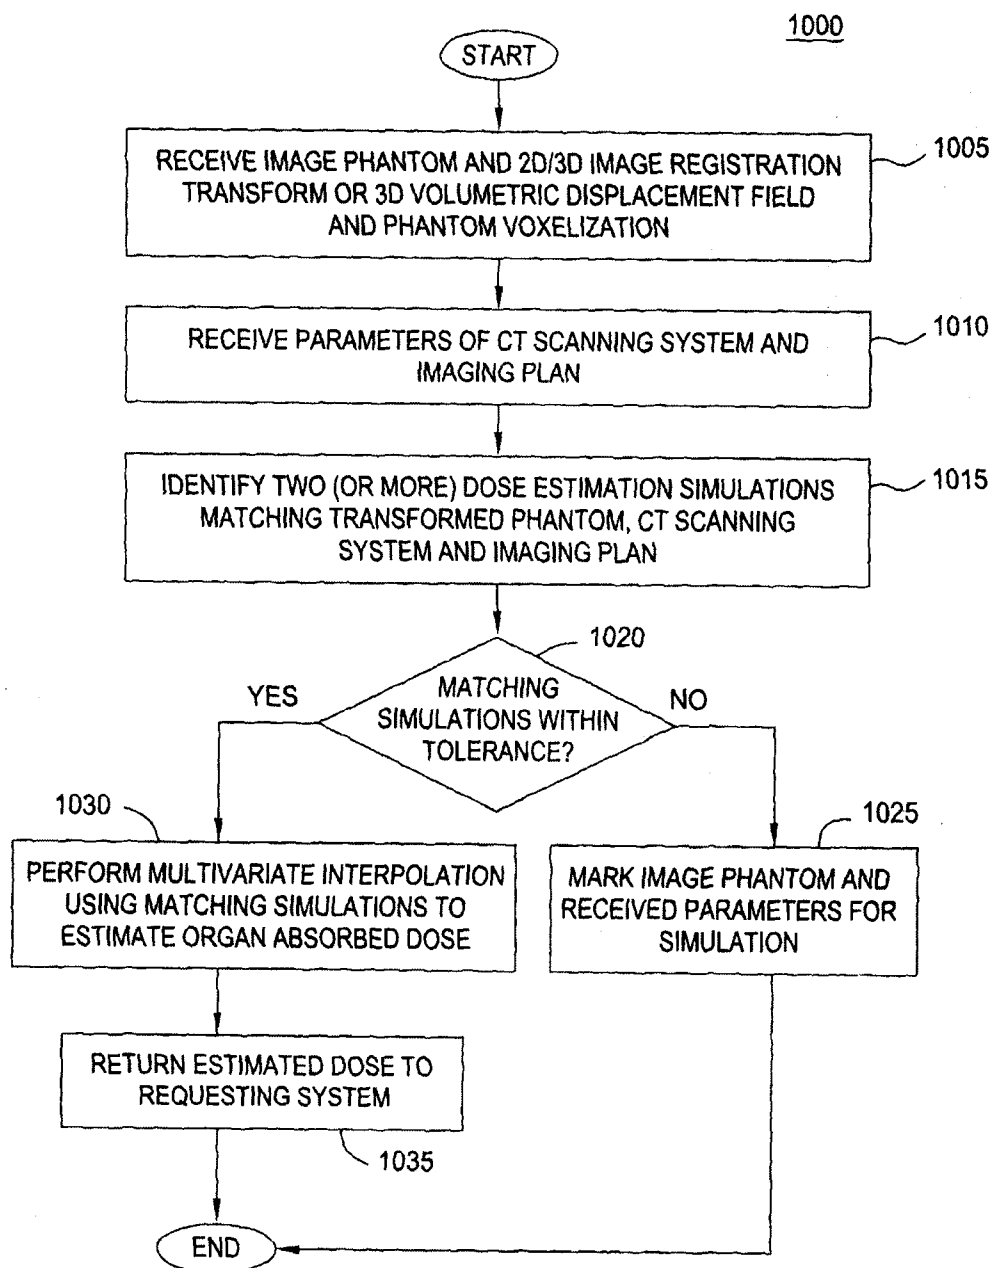 1000
START
RECEIVE IMAGE PHANTOM AND 2D/3D IMAGE REGISTRATION
TRANSFORM OR 3D VOLUMETRIC DISPLACEMENT FIELD
AND PHANTOM VOXELIZATION
1005
RECEIVE PARAMETERS OF CT SCANNING SYSTEM AND
IMAGING PLAN
1010
IDENTIFY TWO (OR MORE) DOSE ESTIMATION SIMULATIONS
MATCHING TRANSFORMED PHANTOM, CT SCANNING
SYSTEM AND IMAGING PLAN
1015
1020
MATCHING
SIMULATIONS WITHIN
TOLERANCE?
YES
NO
1030
PERFORM MULTIVARIATE INTERPOLATION
USING MATCHING SIMULATIONS TO
ESTIMATE ORGAN ABSORBED DOSE
1025
MARK IMAGE PHANTOM AND
RECEIVED PARAMETERS FOR
SIMULATION
RETURN ESTIMATED DOSE TO
REQUESTING SYSTEM
1035
END